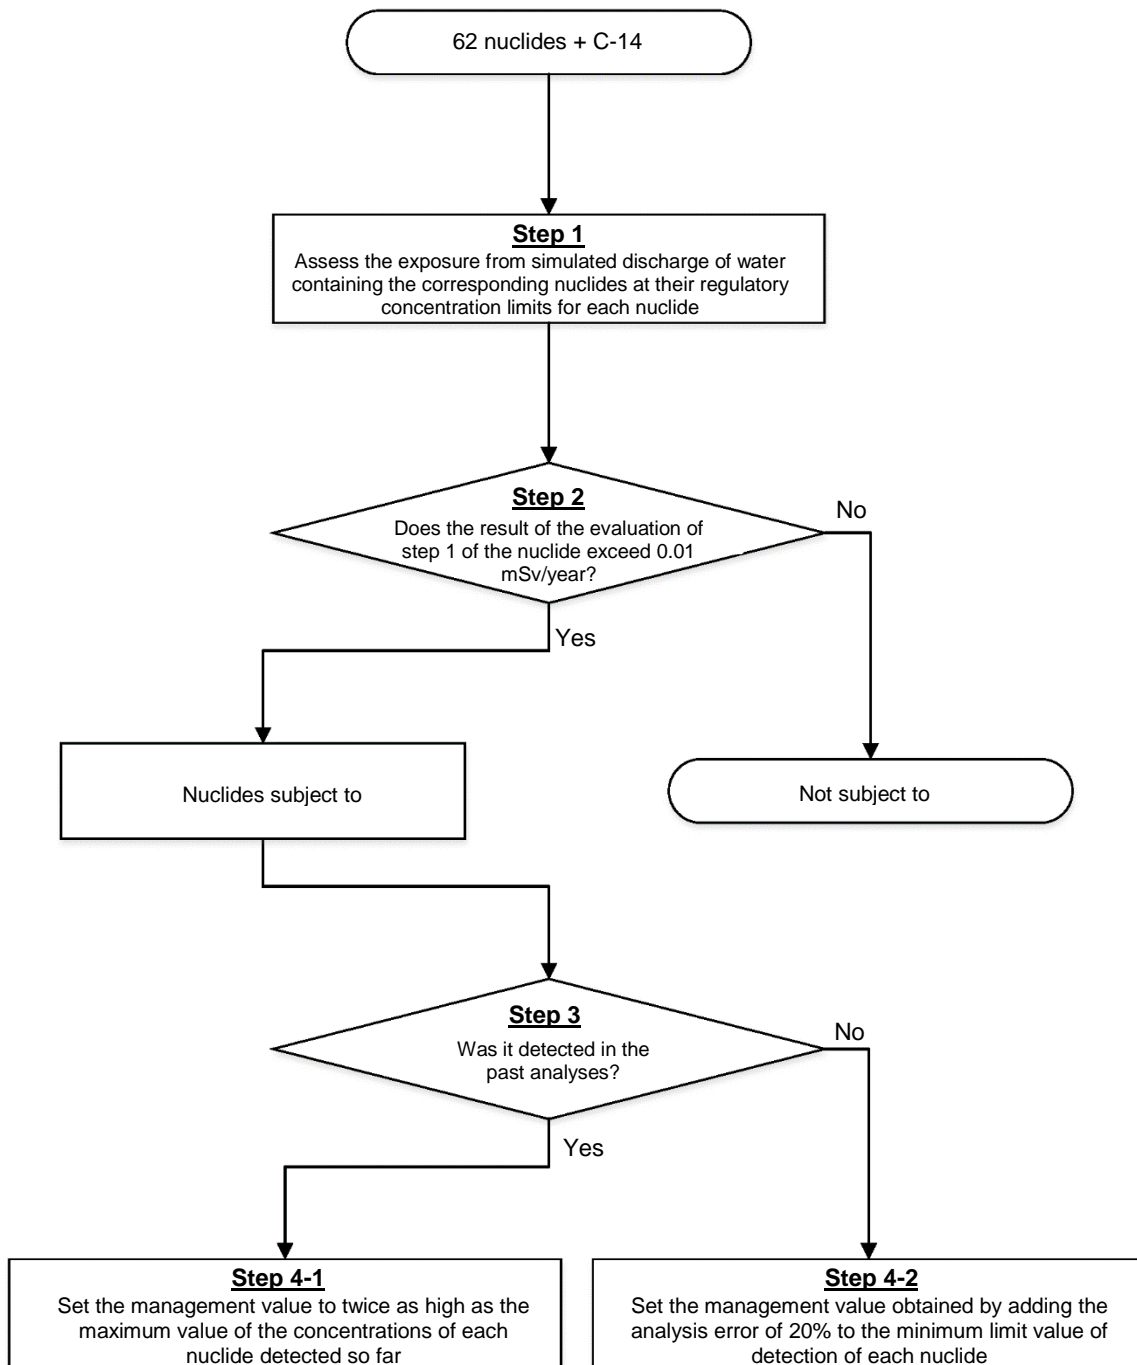 62 nuclides + C-14
Step 1
Assess the exposure from simulated discharge of water
containing the corresponding nuclides at their regulatory
concentration limits for each nuclide
Step 2
Does the result of the evaluation of
step 1 of the nuclide exceed 0.01
mSv/year?
No
Yes
Nuclides subject to
Not subject to
Step 3
Was it detected in the
past analyses?
No
Yes
Step 4-1
Set the management value to twice as high as the
maximum value of the concentrations of each
nuclide detected so far
Step 4-2
Set the management value obtained by adding the
analysis error of 20% to the minimum limit value of
detection of each nuclide